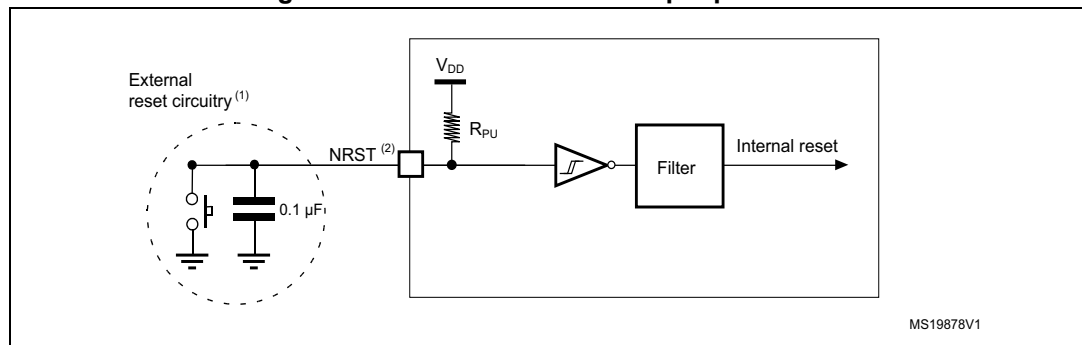 External
reset circuitry (1)
VDD
RPU
NRST (2)
Filter
Internal reset
0.1 μF
MS19878V1